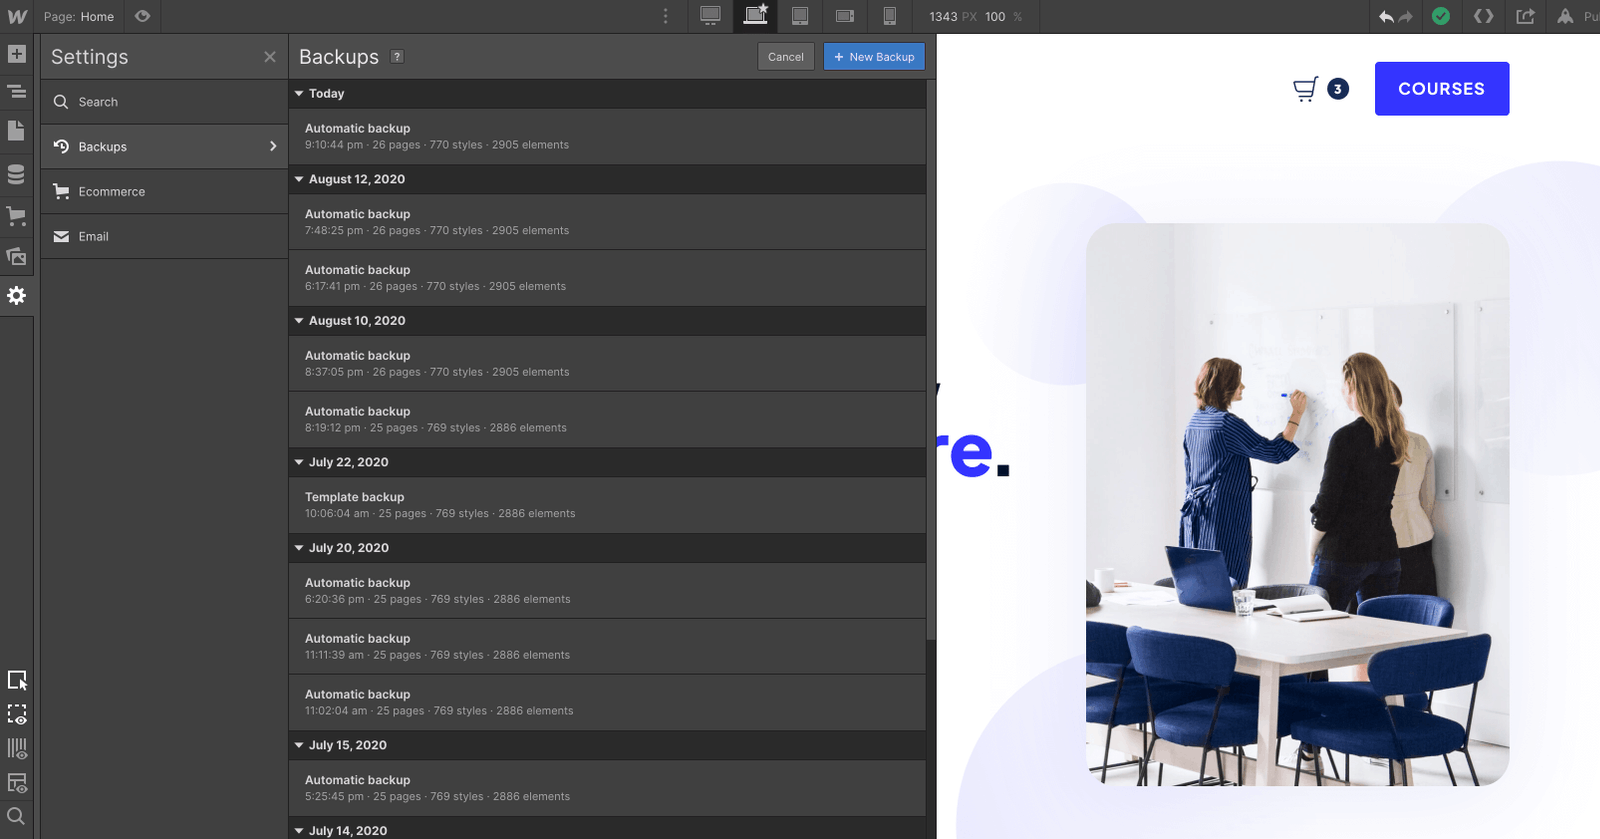 Page: Home
1343 PX 100 %
Settings
Search
Backups
Ecommerce
Email
Backups ?
Cancel
+ New Backup
Today
Automatic backup
9:10:44 pm · 26 pages · 770 styles · 2905 elements
August 12, 2020
Automatic backup
7:48:25 pm · 26 pages · 770 styles · 2905 elements
Automatic backup
6:17:41 pm · 26 pages · 770 styles · 2905 elements
August 10, 2020
Automatic backup
8:37:05 pm · 26 pages · 770 styles · 2905 elements
Automatic backup
8:19:12 pm · 25 pages · 769 styles · 2886 elements
July 22, 2020
Template backup
10:06:04 am · 25 pages · 769 styles · 2886 elements
July 20, 2020
Automatic backup
6:20:36 pm · 25 pages · 769 styles · 2886 elements
Automatic backup
11:11:39 am · 25 pages · 769 styles · 2886 elements
Automatic backup
11:02:04 am · 25 pages · 769 styles · 2886 elements
July 15, 2020
Automatic backup
5:25:45 pm · 25 pages · 769 styles · 2886 elements
July 14, 2020
3
COURSES
re.